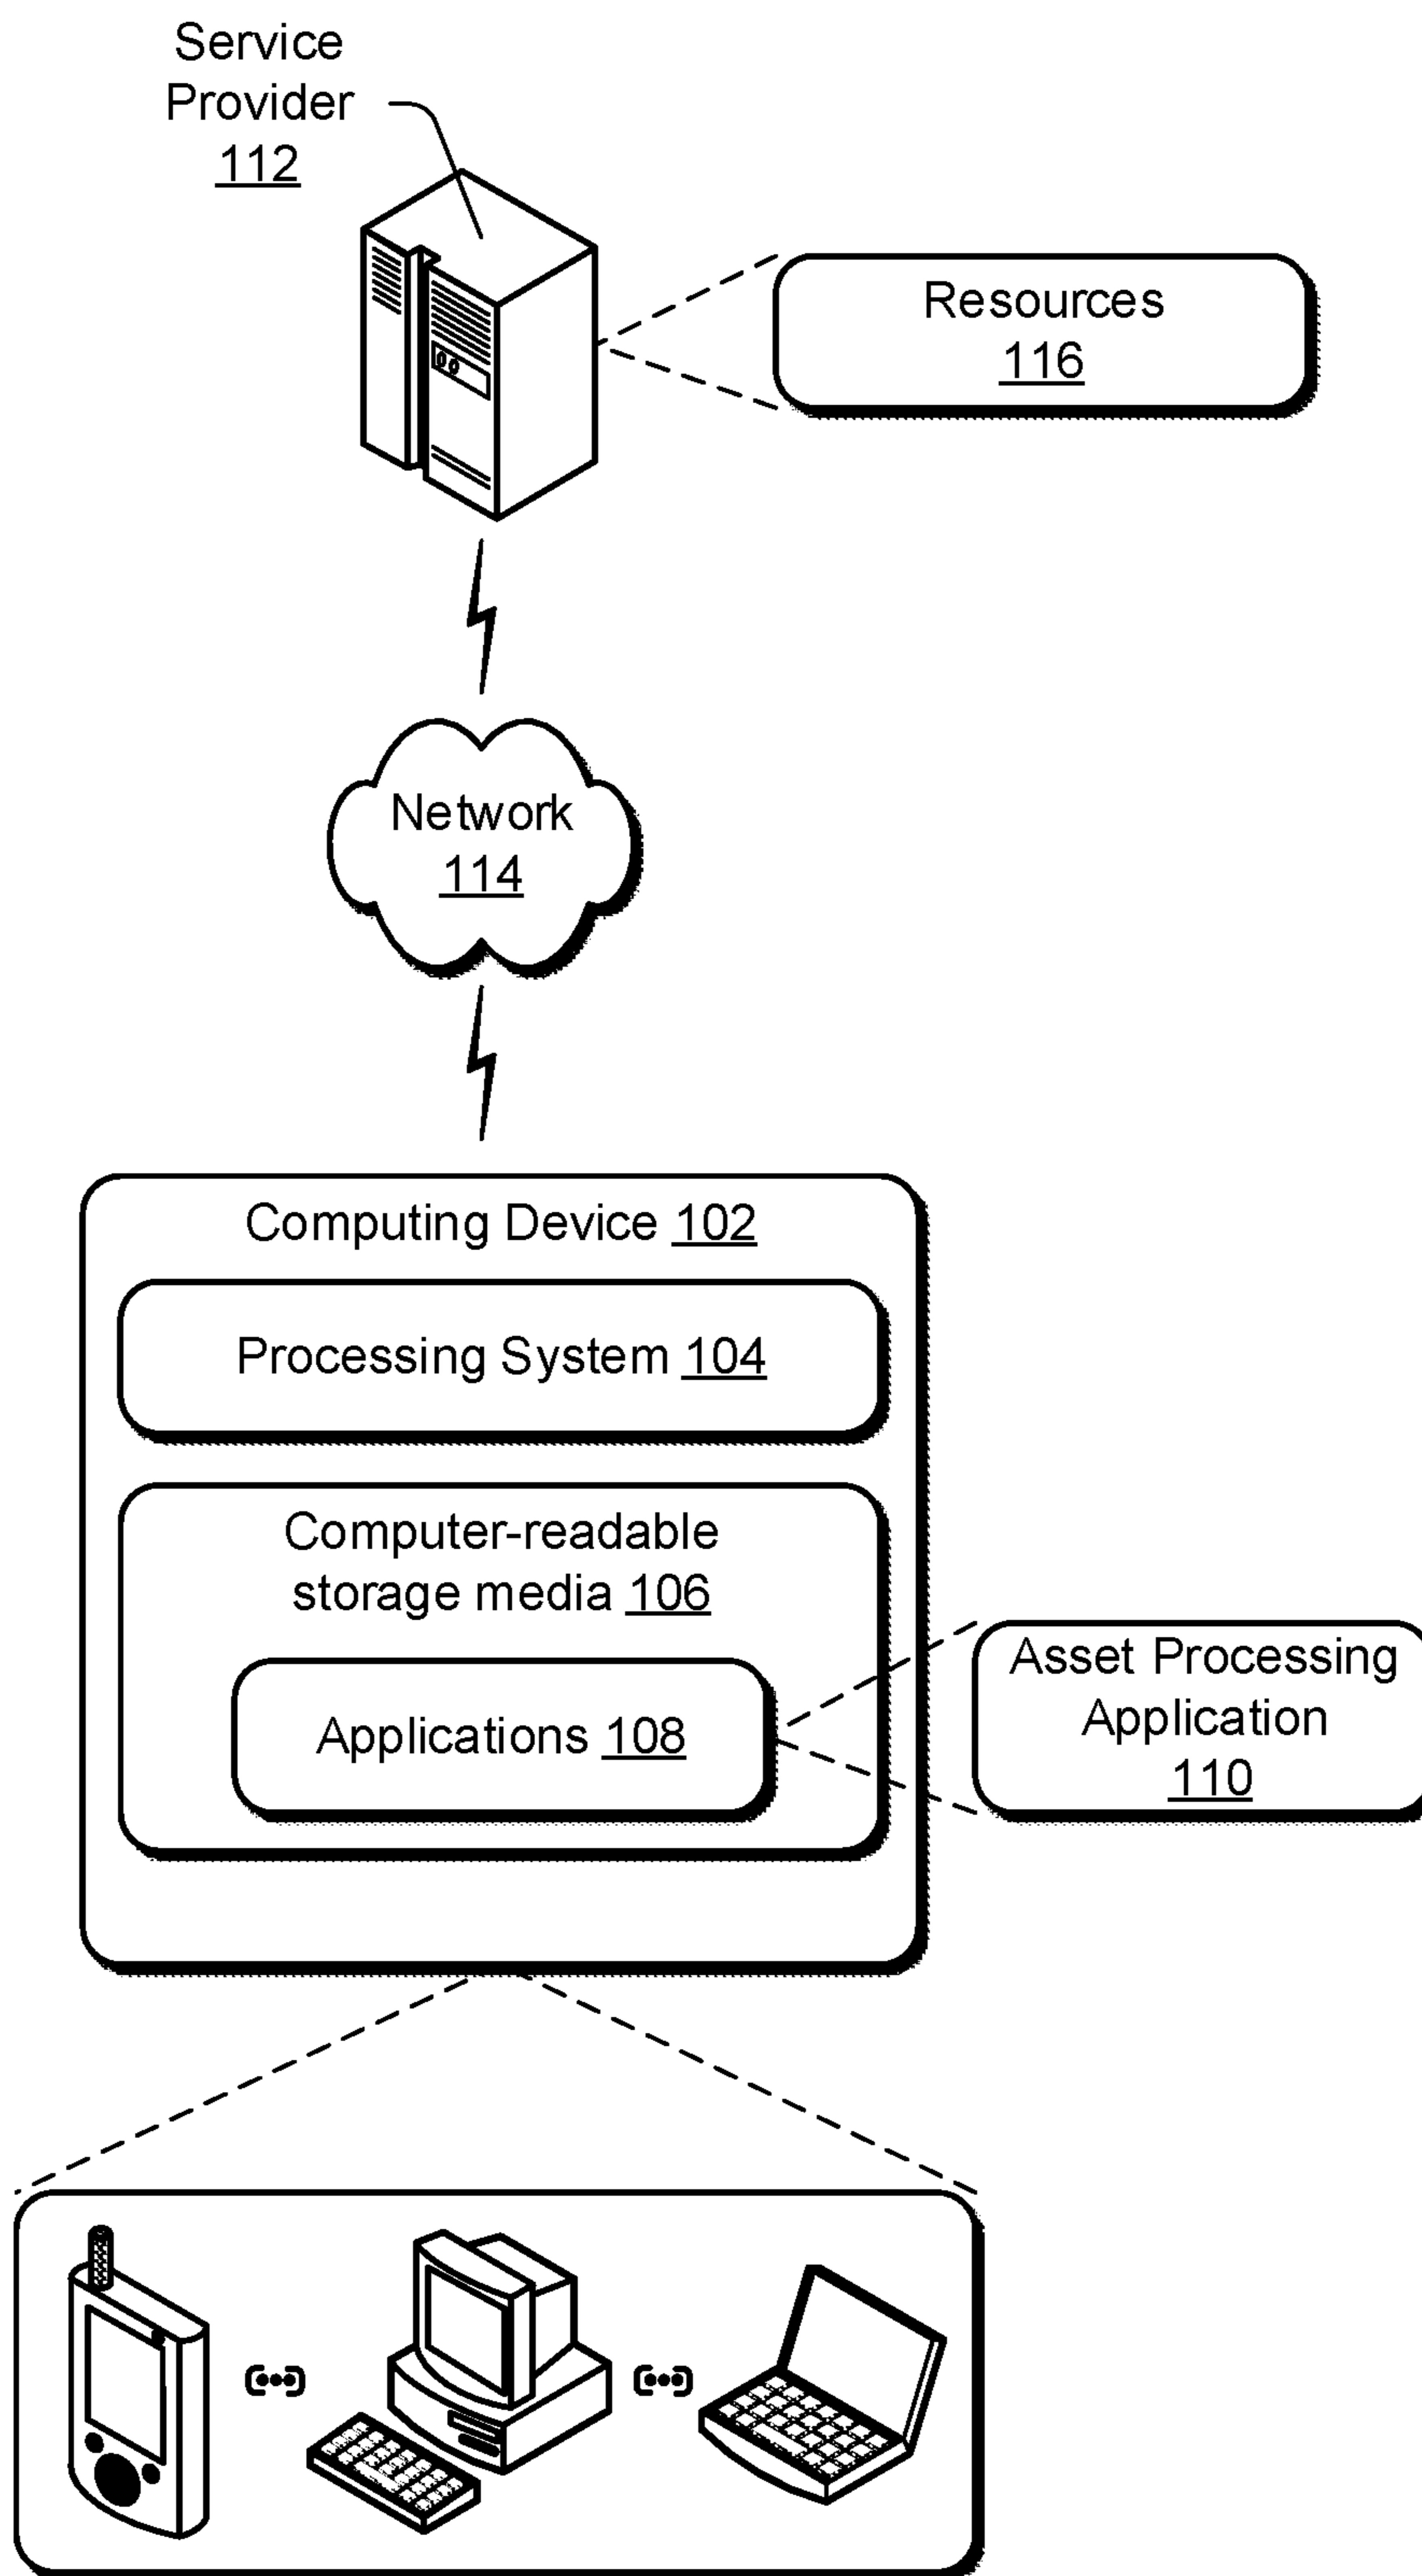 Service
Provider
112
Resources
116
Network
114
Computing Device 102
Processing System 104
Computer-readable
storage media 106
Applications 108
Asset Processing
Application
110